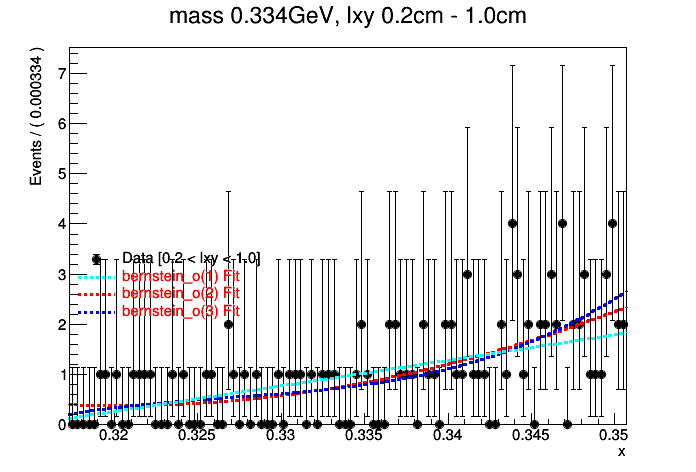 mass 0.334GeV, lxy 0.2cm - 1.0cm
Events / ( 0.000334 )
7
6
5
4
3
2
1
0
Data [0.2 < lxy < 1.0]
bernstein_o(1) Fit
bernstein_o(2) Fit
bernstein_o(3) Fit
0.32 0.325 0.33 0.335 0.34 0.345 0.35
x